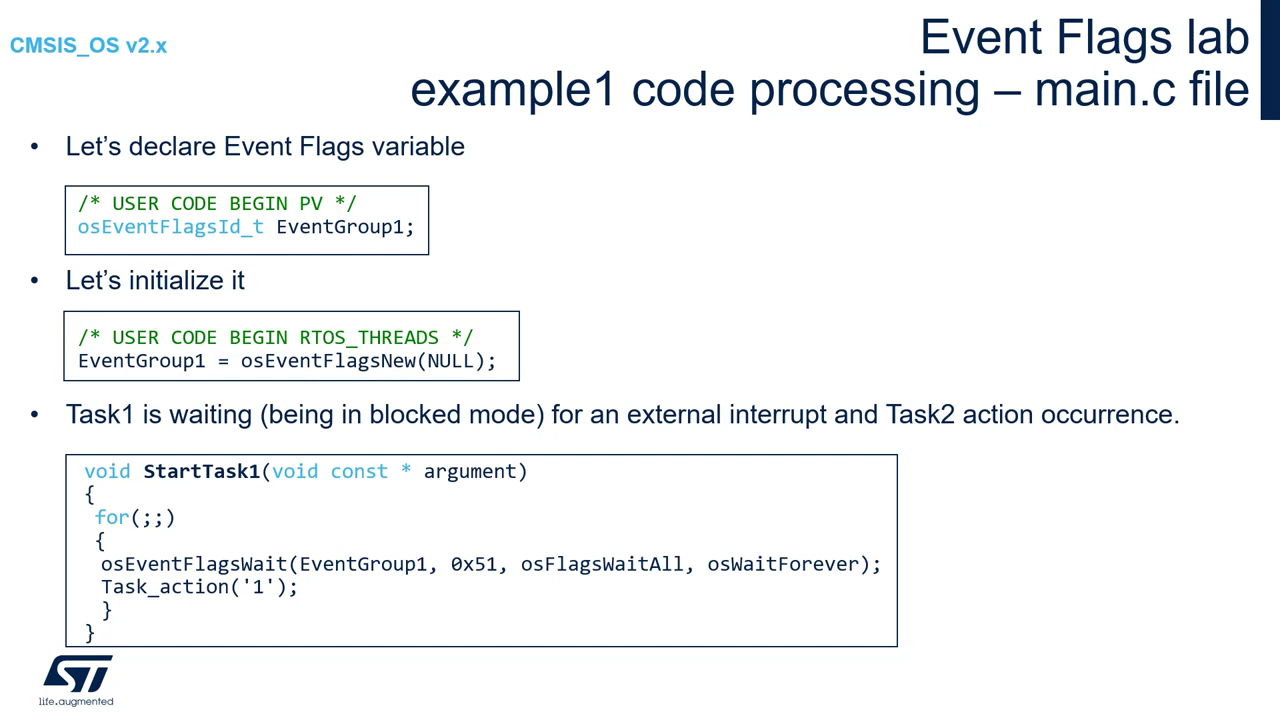 CMSIS_OS v2.x
Event Flags lab
example1 code processing – main.c file
• Let’s declare Event Flags variable
/* USER CODE BEGIN PV */
osEventFlagsId_t EventGroup1;
• Let’s initialize it
/* USER CODE BEGIN RTOS_THREADS */
EventGroup1 = osEventFlagsNew(NULL);
• Task1 is waiting (being in blocked mode) for an external interrupt and Task2 action occurrence.
void StartTask1(void const * argument)
{
for(;;)
{
osEventFlagsWait(EventGroup1, 0x51, osFlagsWaitAll, osWaitForever);
Task_action('1');
}
}
ST
life.augmented